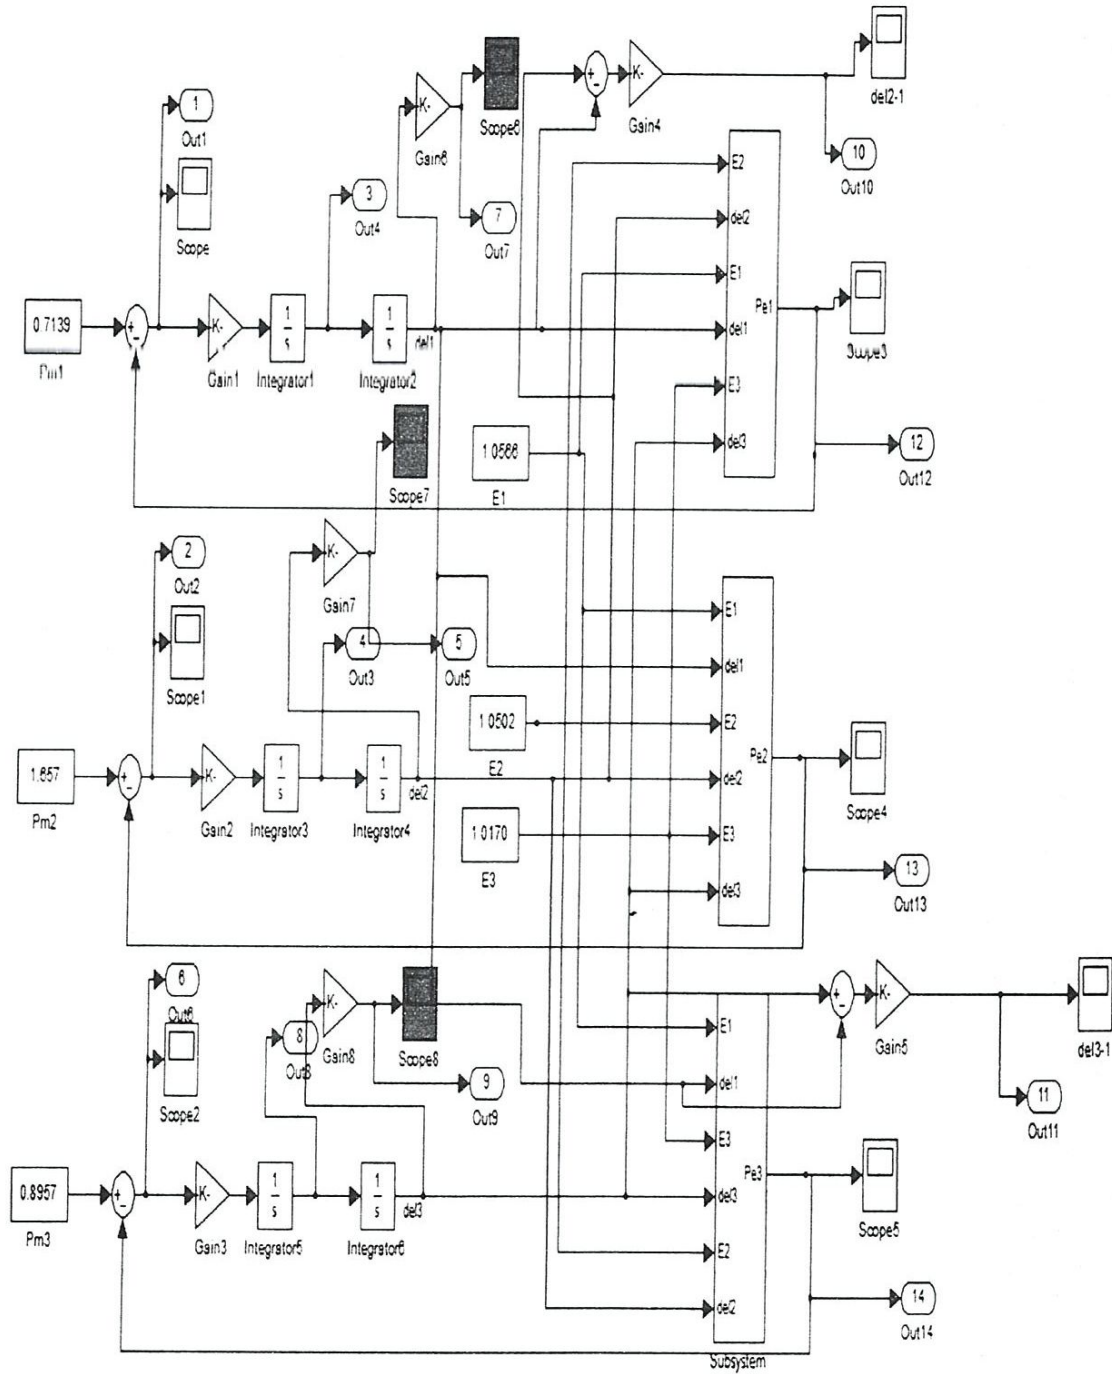 del2-1
1
Out1
K-
Gain6
Scope6
+
-
K-
Gain4
10
Out10
Scope
3
Out4
7
Out7
E2
del2
E1
del1
E3
del3
Pe1
Scope3
0.7139
Pm1
+
-
K-
Gain1
1
s
Integrator1
1
s
Integrator2
del1
Scope7
1.0566
E1
12
Out12
2
Out2
K-
Gain7
Scope1
4
Out3
5
Out5
E1
del1
E2
del2
E3
del3
Pe2
Scope4
1.657
Pm2
+
-
K-
Gain2
1
s
Integrator3
1
s
Integrator4
del2
1.0502
E2
1.0170
E3
13
Out13
6
Out6
Scope2
8
Out8
K-
Gain8
Scope8
9
Out9
+
-
K-
Gain5
del3-1
11
Out11
E1
del1
E3
del3
E2
del2
Pe3
Scope5
0.8957
Pm3
+
-
K-
Gain3
1
s
Integrator5
1
s
Integrator6
del3
14
Out14
Subsystem